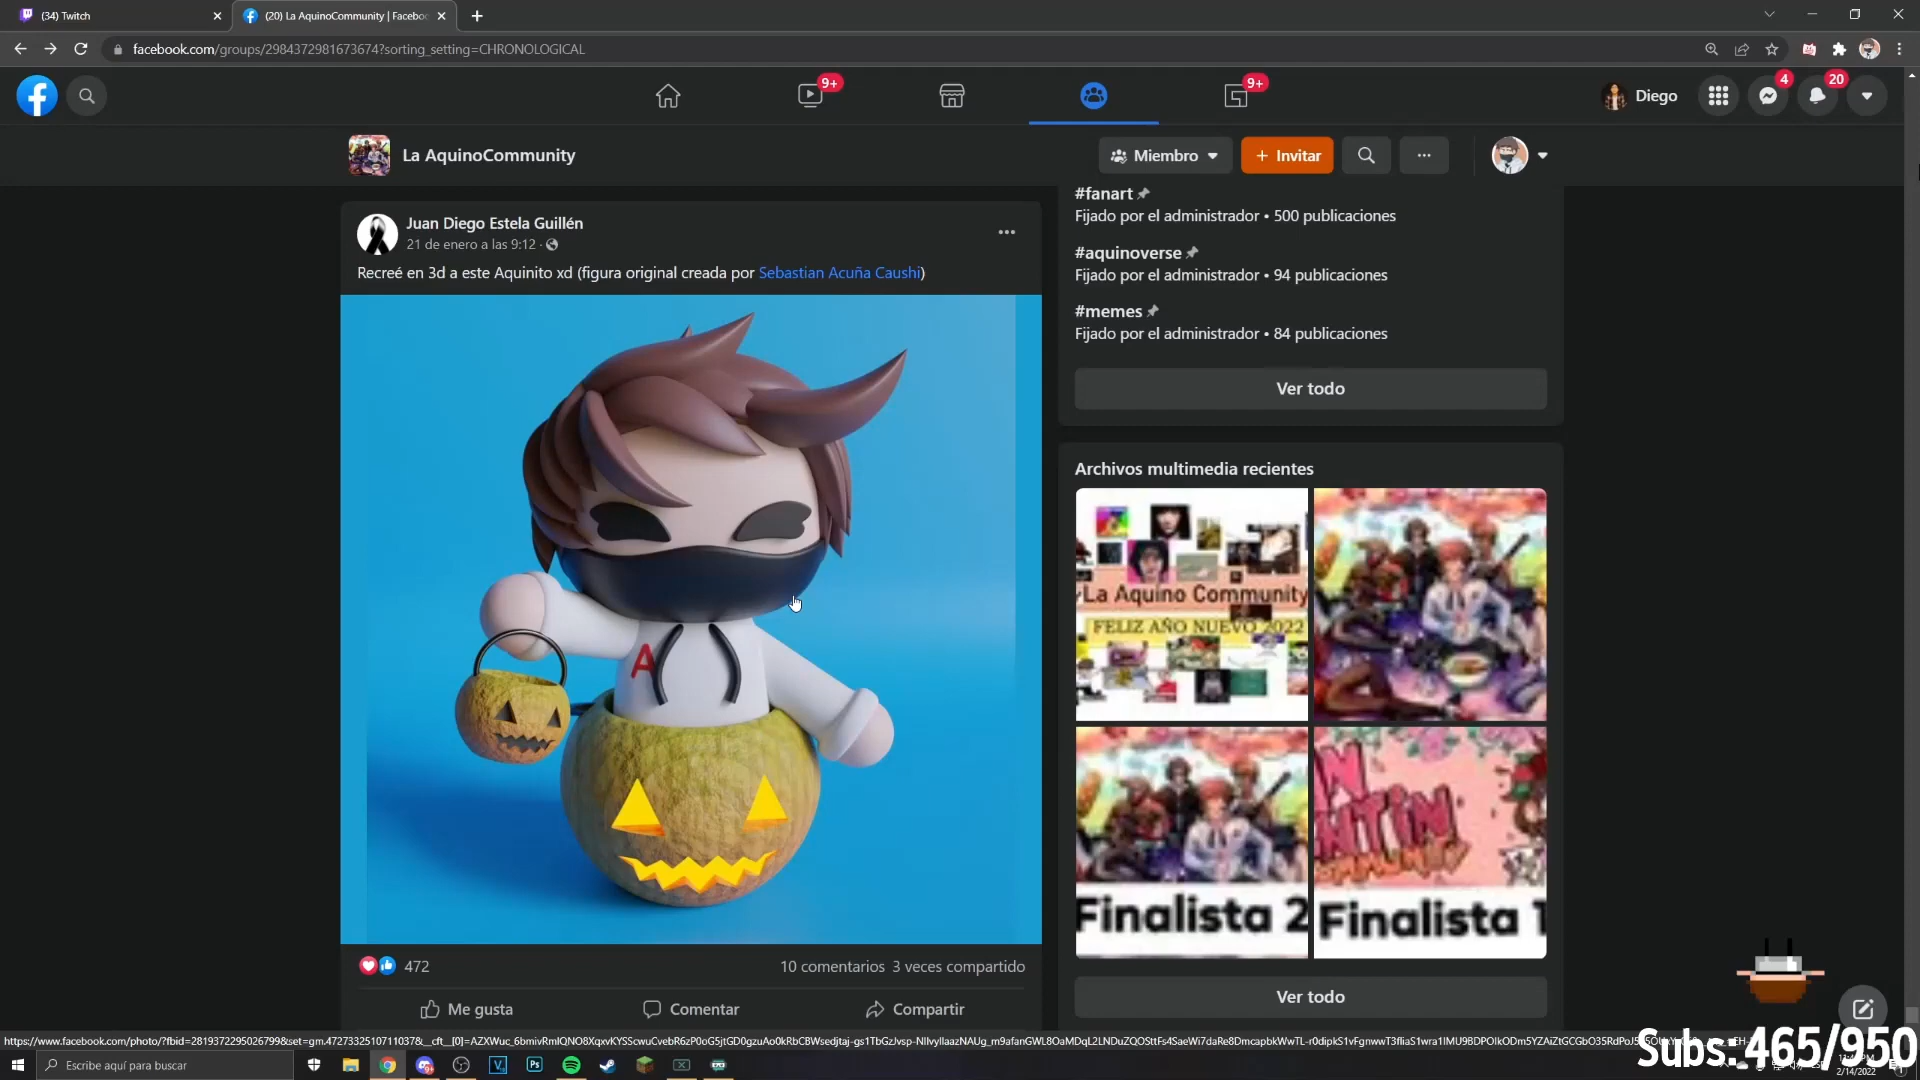 (34) Twitch
(20) La AquinoCommunity | Facebo
facebook.com/groups/2984372981673674?sorting_setting=CHRONOLOGICAL
9+
9+
Diego
4
20
La AquinoCommunity
Miembro
+ Invitar
Juan Diego Estela Guillén
21 de enero a las 9:12 ·
Recreé en 3d a este Aquinito xd (figura original creada por Sebastian Acuña Caushi)
A
472
10 comentarios 3 veces compartido
Me gusta
Comentar
Compartir
#fanart
Fijado por el administrador • 500 publicaciones
#aquinoverse
Fijado por el administrador • 94 publicaciones
#memes
Fijado por el administrador • 84 publicaciones
Ver todo
Archivos multimedia recientes
La Aquino Community
FELIZ AÑO NUEVO 2022
Finalista 2
Finalista 1
Ver todo
Subs: 465/950
Escribe aquí para buscar
2/14/2022